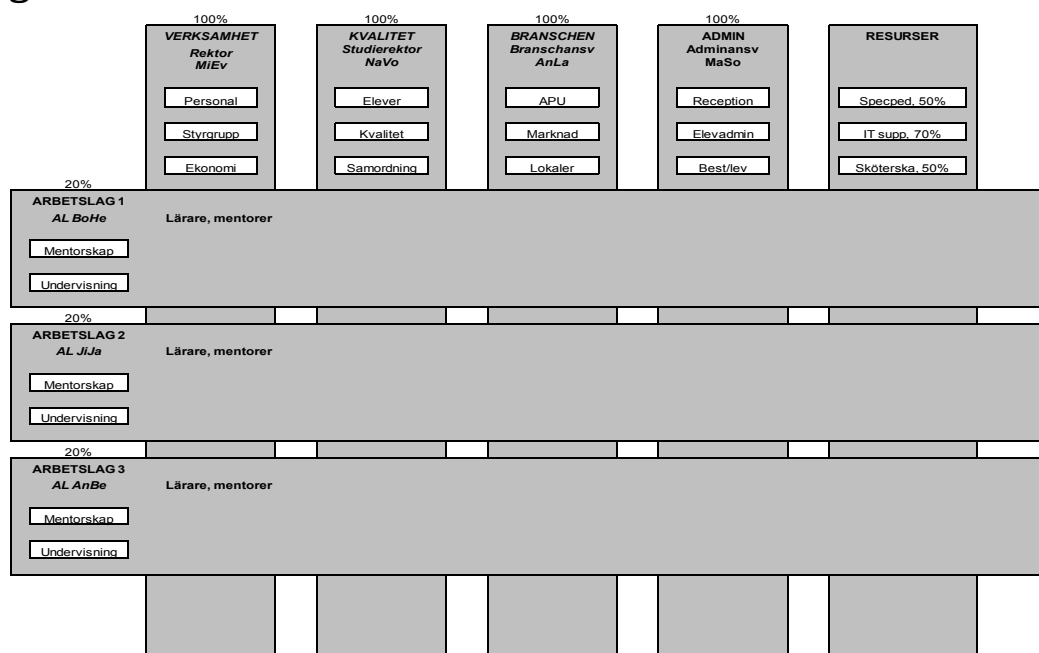 100%
100%
100%
100%
VERKSAMHET
KVALITET
BRANSCHEN
ADMIN
RESURSER
Rektor
Studierektor
Branschansv
Adminansv
MiEv
NaVo
AnLa
MaSo
Personal
Elever
APU
Reception
Specped, 50%
Styrgrupp
Kvalitet
Marknad
Elevadmin
IT supp, 70%
Ekonomi
Samordning
Lokaler
Best/lev
Sköterska, 50%
20%
ARBETSLAG 1
AL BoHe
Lärare, mentorer
Mentorskap
Undervisning
20%
ARBETSLAG 2
AL JiJa
Lärare, mentorer
Mentorskap
Undervisning
20%
ARBETSLAG 3
AL AnBe
Lärare, mentorer
Mentorskap
Undervisning